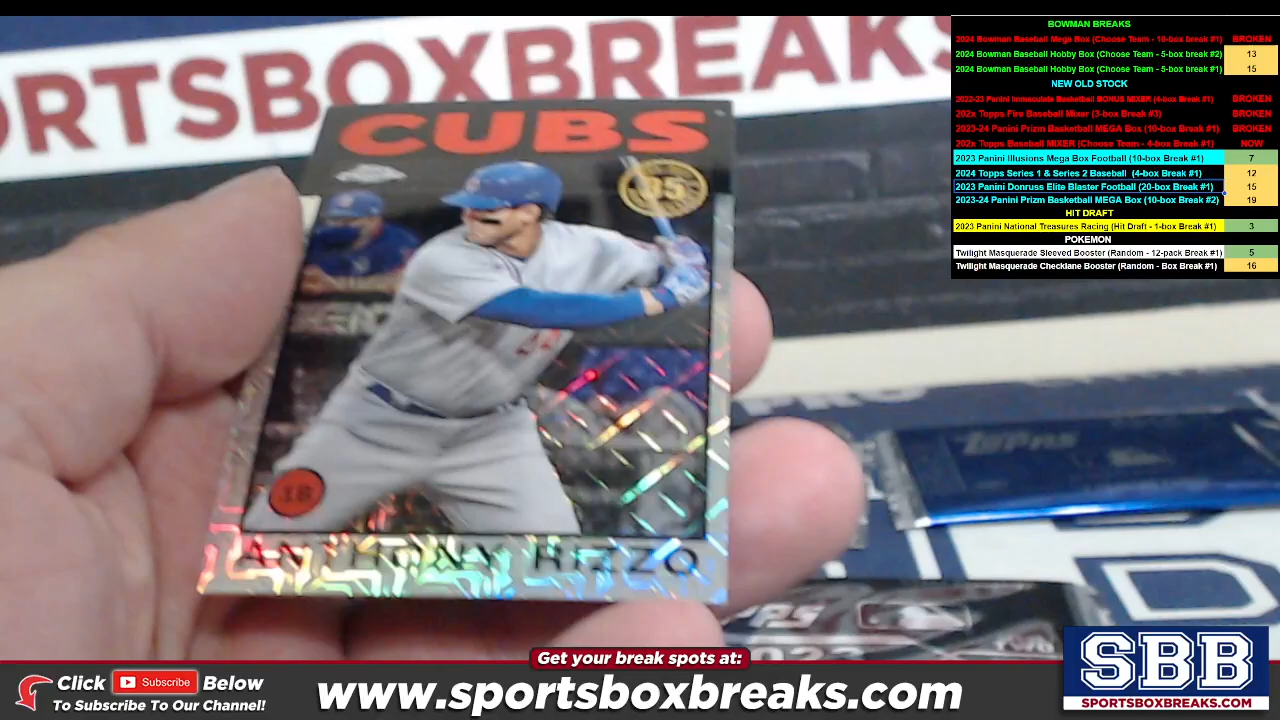 BOWMAN BREAKS
2024 Bowman Baseball Mega Box (Choose Team - 10-box break #1) BROKEN
2024 Bowman Baseball Hobby Box (Choose Team - 5-box break #2) 13
2024 Bowman Baseball Hobby Box (Choose Team - 5-box break #1) 15
NEW OLD STOCK
2022-23 Panini Immaculate Basketball BONUS MIXER (4-box Break #1) BROKEN
202x Topps Fire Baseball Mixer (3-box Break #3) BROKEN
2023-24 Panini Prizm Basketball MEGA Box (10-box Break #1) BROKEN
202x Topps Baseball MIXER (Choose Team - 4-box Break #1) NOW
2023 Panini Illusions Mega Box Football (10-box Break #1) 7
2024 Topps Series 1 & Series 2 Baseball (4-box Break #1) 12
2023 Panini Donruss Elite Blaster Football (20-box Break #1) 15
2023-24 Panini Prizm Basketball MEGA Box (10-box Break #2) 19
HIT DRAFT
2023 Panini National Treasures Racing (Hit Draft - 1-box Break #1) 3
POKEMON
Twilight Masquerade Sleeved Booster (Random - 12-pack Break #1) 5
Twilight Masquerade Checklane Booster (Random - Box Break #1) 16
ORTSBOXBREAKS
CUBS
35
1B
ANTHONY RIZZO
topps
2023
Get your break spots at:
Click Subscribe Below
To Subscribe To Our Channel!
www.sportsboxbreaks.com
SBB
SPORTSBOXBREAKS.COM